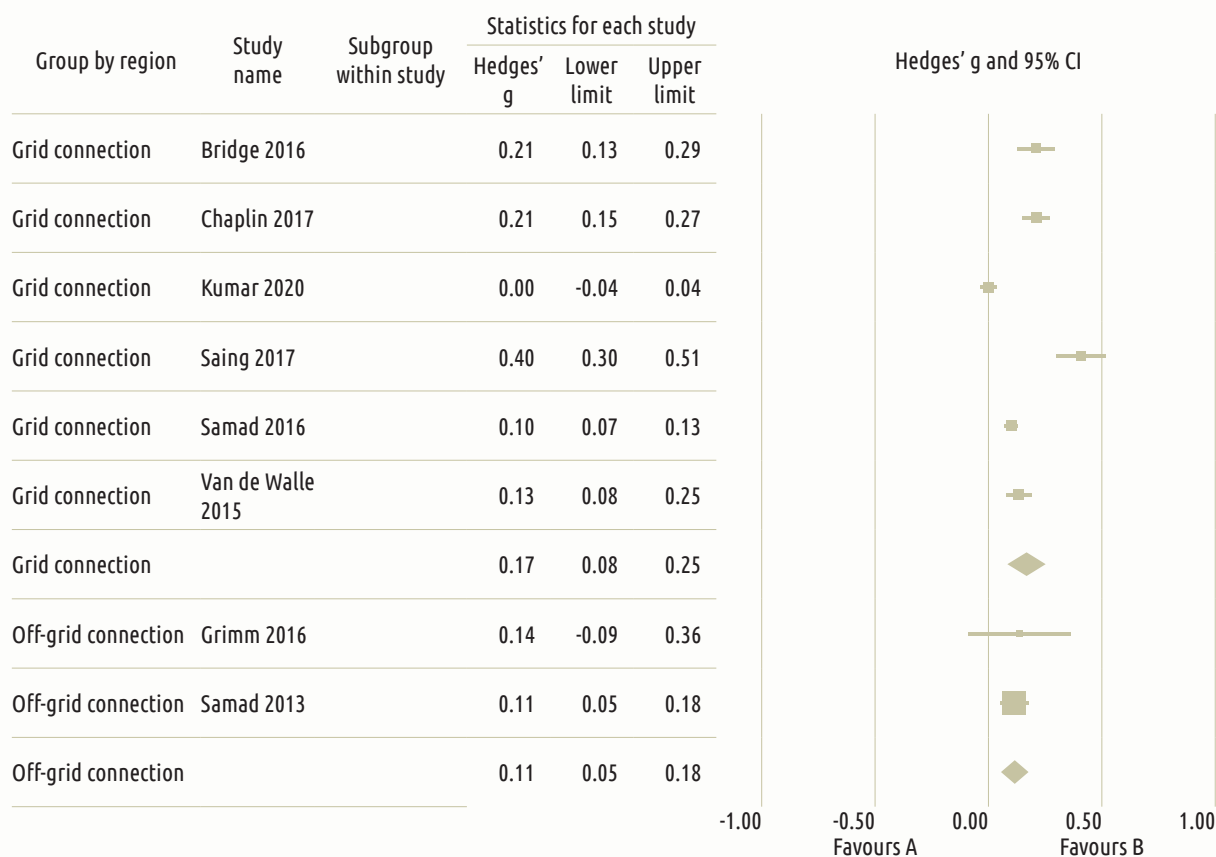 Group by region Study name Subgroup within study Statistics for each study Hedges’ g and 95% CI
Hedges’ g Lower limit Upper limit
Grid connection Bridge 2016 0.21 0.13 0.29
Grid connection Chaplin 2017 0.21 0.15 0.27
Grid connection Kumar 2020 0.00 -0.04 0.04
Grid connection Saing 2017 0.40 0.30 0.51
Grid connection Samad 2016 0.10 0.07 0.13
Grid connection Van de Walle 2015 0.13 0.08 0.25
Grid connection 0.17 0.08 0.25
Off-grid connection Grimm 2016 0.14 -0.09 0.36
Off-grid connection Samad 2013 0.11 0.05 0.18
Off-grid connection 0.11 0.05 0.18
-1.00 -0.50 0.00 0.50 1.00
Favours A Favours B